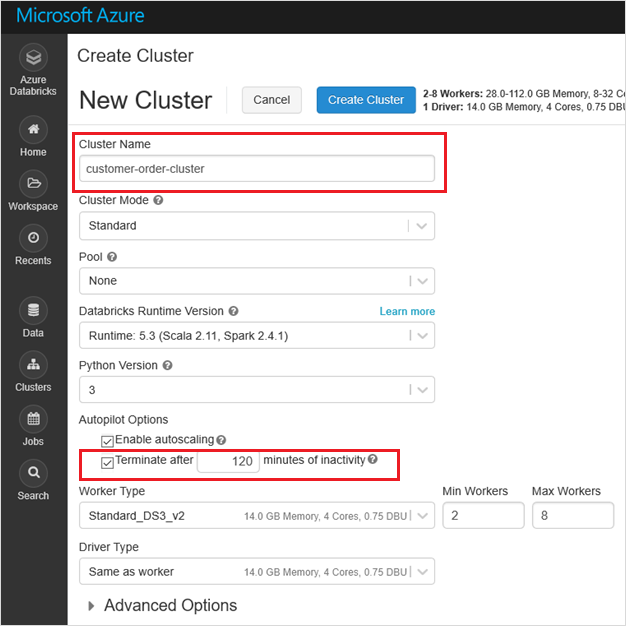 Microsoft Azure
Azure
Databricks
Home
Workspace
Recents
Data
Clusters
Jobs
Search
Create Cluster
New Cluster
Cancel
Create Cluster
2-8 Workers: 28.0-112.0 GB Memory, 8-32 C
1 Driver: 14.0 GB Memory, 4 Cores, 0.75 DBU
Cluster Name
customer-order-cluster
Cluster Mode
Standard
Pool
None
Databricks Runtime Version
Learn more
Runtime: 5.3 (Scala 2.11, Spark 2.4.1)
Python Version
3
Autopilot Options
Enable autoscaling
Terminate after 120 minutes of inactivity
Worker Type
Min Workers
Max Workers
Standard_DS3_v2 14.0 GB Memory, 4 Cores, 0.75 DBU
2
8
Driver Type
Same as worker 14.0 GB Memory, 4 Cores, 0.75 DBU
Advanced Options